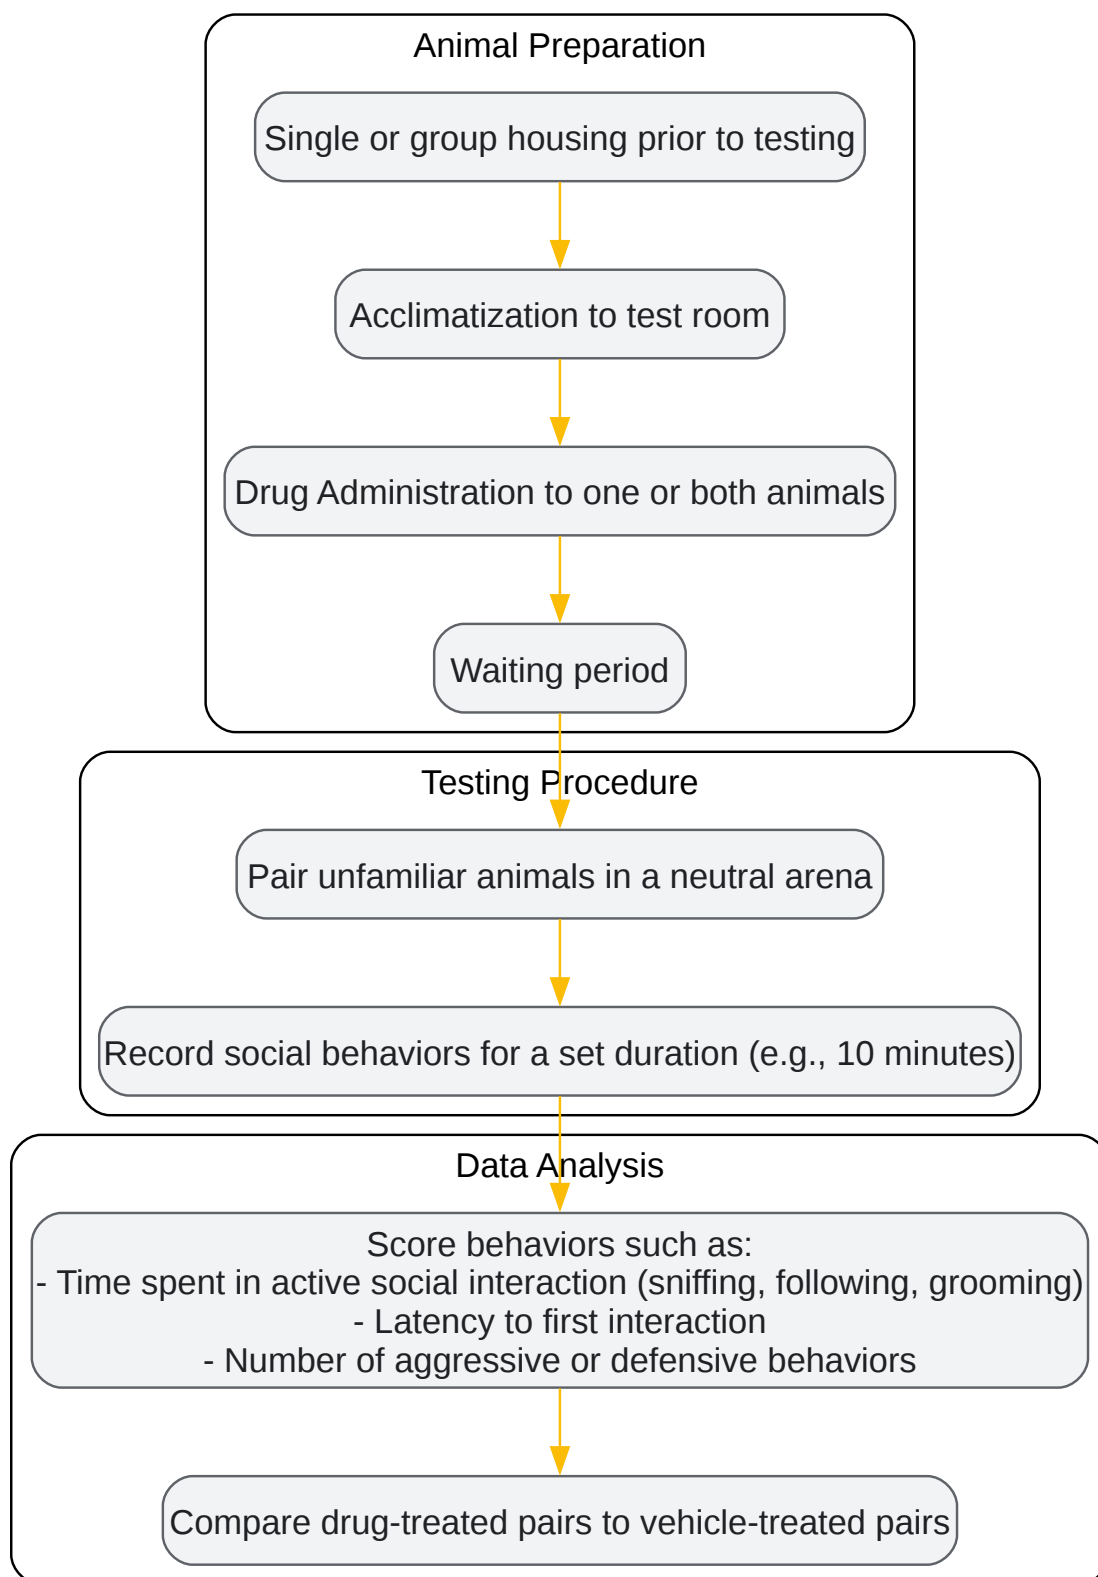 Animal Preparation
Single or group housing prior to testing
Acclimatization to test room
Drug Administration to one or both animals
Waiting period
Testing Procedure
Pair unfamiliar animals in a neutral arena
Record social behaviors for a set duration (e.g., 10 minutes)
Data Analysis
Score behaviors such as:
- Time spent in active social interaction (sniffing, following, grooming)
- Latency to first interaction
- Number of aggressive or defensive behaviors
Compare drug-treated pairs to vehicle-treated pairs